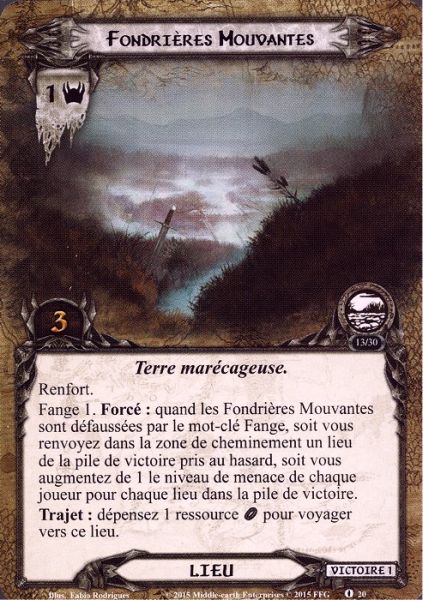 Fondrières Mouvantes
1
3
13/30
Terre marécageuse.
Renfort.
Fange 1. Forcé : quand les Fondrières Mouvantes
sont défaussées par le mot-clé Fange, soit vous
renvoyez dans la zone de cheminement un lieu
de la pile de victoire pris au hasard, soit vous
augmentez de 1 le niveau de menace de chaque
joueur pour chaque lieu dans la pile de victoire.
Trajet : dépensez 1 ressource pour voyager
vers ce lieu.
LIEU
VICTOIRE 1
Illus. Fabio Rodrigues
© 2015 Middle-earth Enterprises © 2015 FFG
20